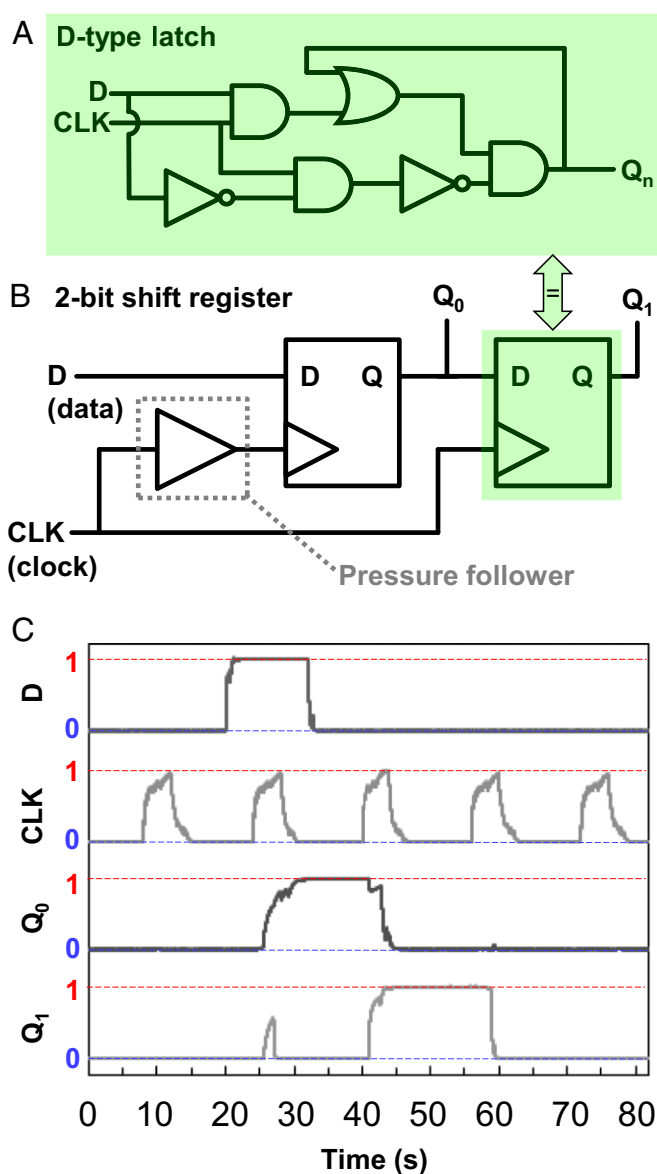 A
D-type latch
D
CLK
Qn
B 2-bit shift register
Q0
=
Q1
D
(data)
D Q
D Q
CLK
(clock)
Pressure follower
C
D
1
0
CLK
1
0
Q0
1
0
Q1
1
0
0 10 20 30 40 50 60 70 80
Time (s)